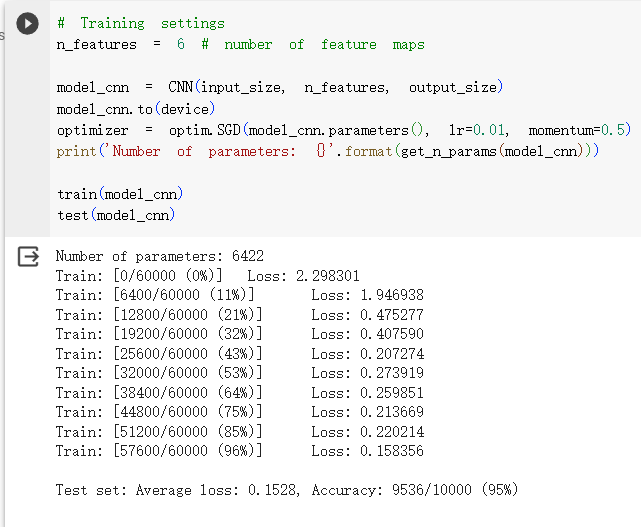 # Training settings
n_features = 6 # number of feature maps
model_cnn = CNN(input_size, n_features, output_size)
model_cnn.to(device)
optimizer = optim.SGD(model_cnn.parameters(), lr=0.01, momentum=0.5)
print('Number of parameters: {}'.format(get_n_params(model_cnn)))
train(model_cnn)
test(model_cnn)
Number of parameters: 6422
Train: [0/60000 (0%)] Loss: 2.298301
Train: [6400/60000 (11%)] Loss: 1.946938
Train: [12800/60000 (21%)] Loss: 0.475277
Train: [19200/60000 (32%)] Loss: 0.407590
Train: [25600/60000 (43%)] Loss: 0.207274
Train: [32000/60000 (53%)] Loss: 0.273919
Train: [38400/60000 (64%)] Loss: 0.259851
Train: [44800/60000 (75%)] Loss: 0.213669
Train: [51200/60000 (85%)] Loss: 0.220214
Train: [57600/60000 (96%)] Loss: 0.158356
Test set: Average loss: 0.1528, Accuracy: 9536/10000 (95%)